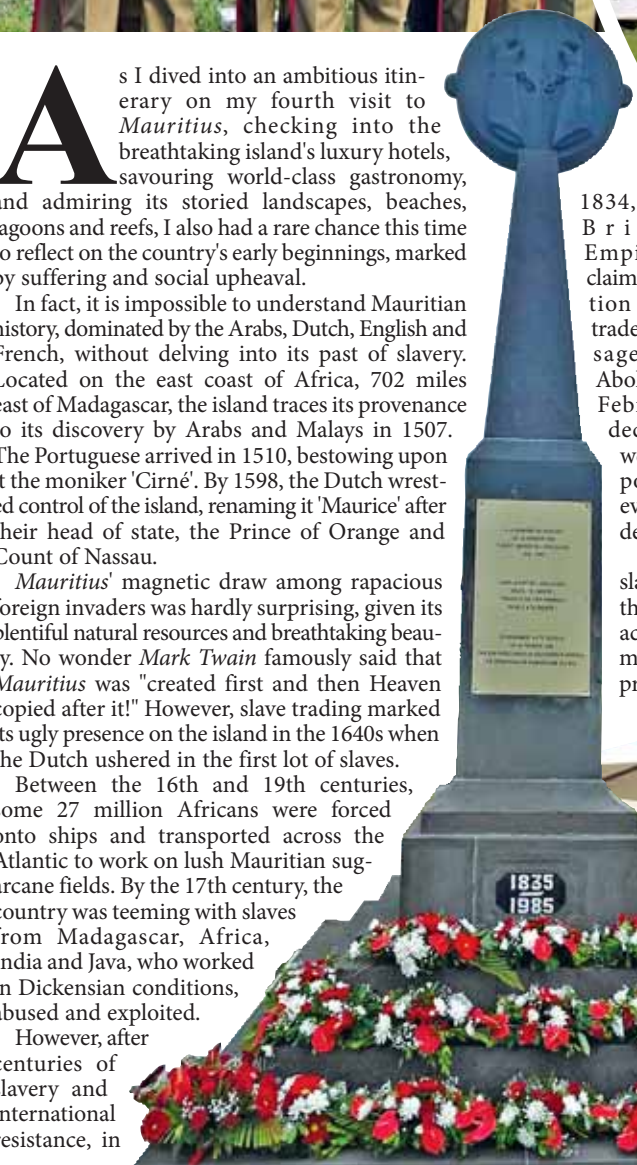 As I dived into an ambitious itin-
erary on my fourth visit to
Mauritius, checking into the
breathtaking island's luxury hotels,
savouring world-class gastronomy,
and admiring its storied landscapes, beaches,
agoons and reefs, I also had a rare chance this time
o reflect on the country's early beginnings, marked
by suffering and social upheaval.
In fact, it is impossible to understand Mauritian
history, dominated by the Arabs, Dutch, English and
French, without delving into its past of slavery.
Located on the east coast of Africa, 702 miles
east of Madagascar, the island traces its provenance
o its discovery by Arabs and Malays in 1507.
The Portuguese arrived in 1510, bestowing upon
t the moniker 'Cirné'. By 1598, the Dutch wrest-
ed control of the island, renaming it 'Maurice' after
their head of state, the Prince of Orange and
Count of Nassau.
Mauritius' magnetic draw among rapacious
foreign invaders was hardly surprising, given its
plentiful natural resources and breathtaking beau-
y. No wonder Mark Twain famously said that
Mauritius was "created first and then Heaven
copied after it!" However, slave trading marked
ts ugly presence on the island in the 1640s when
the Dutch ushered in the first lot of slaves.
Between the 16th and 19th centuries,
some 27 million Africans were forced
onto ships and transported across the
Atlantic to work on lush Mauritian sug-
arcane fields. By the 17th century, the
country was teeming with slaves
from Madagascar, Africa,
ndia and Java, who worked
n Dickensian conditions,
abused and exploited.
However, after
centuries of
slavery and
nternational
resistance, in
1834,
Bri
Empi
claim
tion
trade
sage
Abol
Febr
dec
we
po
ev
de
sla
th
ac
m
pr
1835
1985